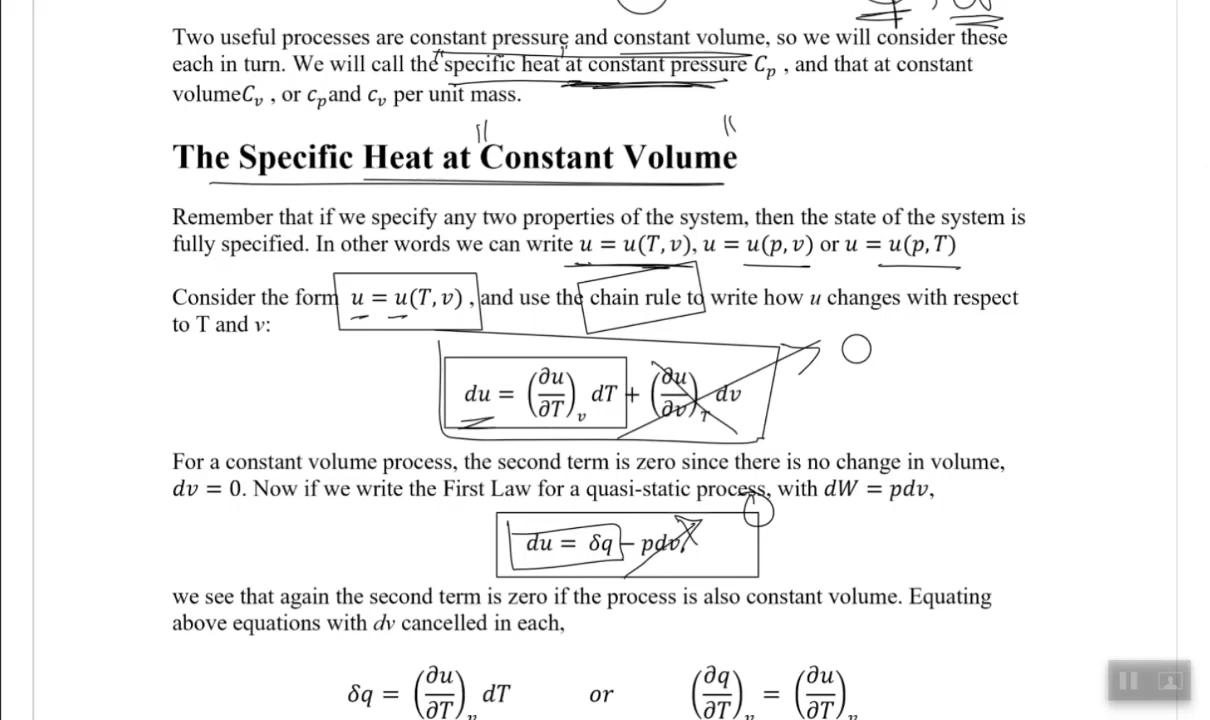 Two useful processes are constant pressure and constant volume, so we will consider these
each in turn. We will call the specific heat at constant pressure Cₚ , and that at constant
volumeCᵥ , or cₚand cᵥ per unit mass.
" "
The Specific Heat at Constant Volume
Remember that if we specify any two properties of the system, then the state of the system is
fully specified. In other words we can write u = u(T, v), u = u(p, v) or u = u(p, T)
Consider the form u = u(T, v) , and use the chain rule to write how u changes with respect
to T and v:
du = (∂u/∂T)ᵥ dT + (∂u/∂v)_T dv
For a constant volume process, the second term is zero since there is no change in volume,
dv = 0. Now if we write the First Law for a quasi-static process, with dW = pdv,
du = δq − pdv,
we see that again the second term is zero if the process is also constant volume. Equating
above equations with dv cancelled in each,
δq = (∂u/∂T)ᵥ dT or (∂q/∂T)ᵥ = (∂u/∂T)ᵥ